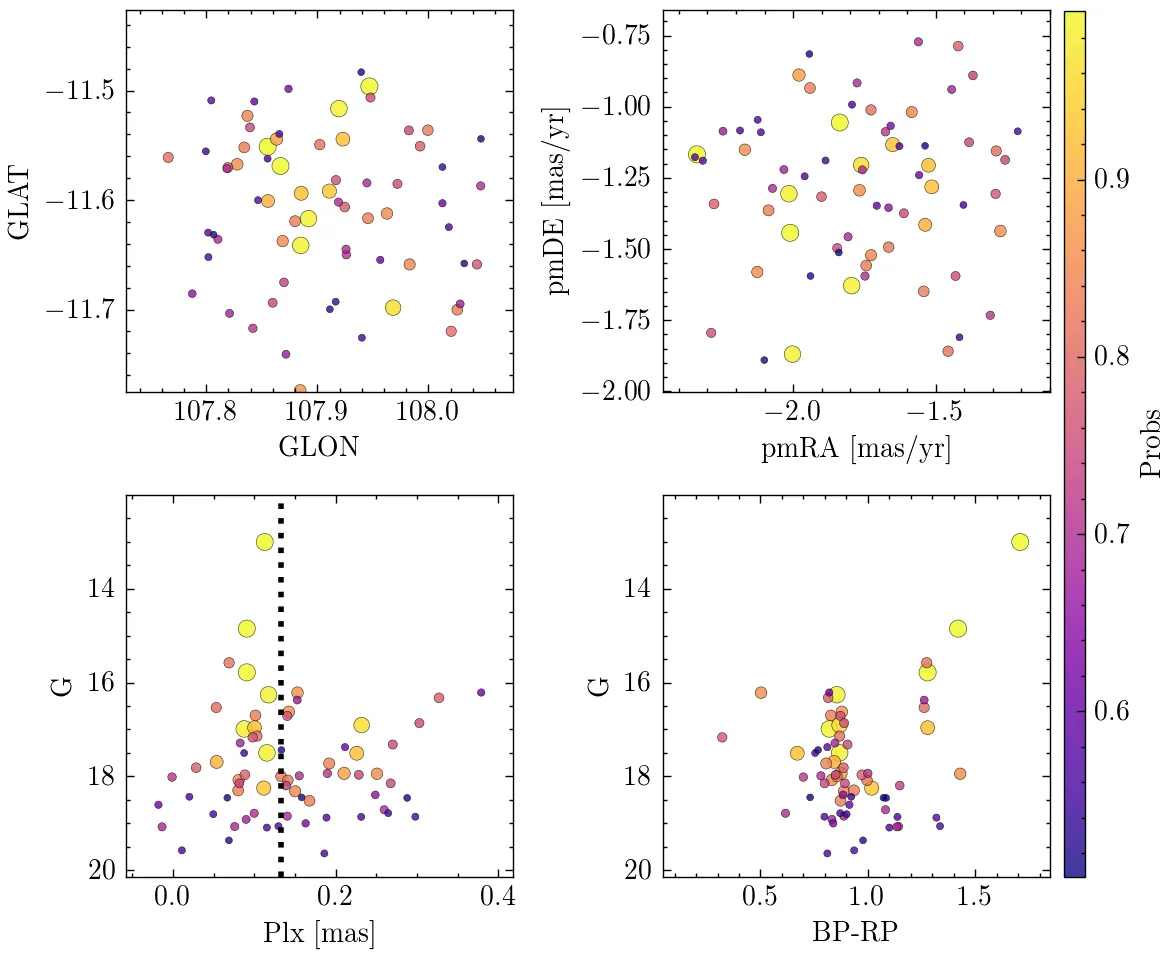 −11.5
−11.6
−11.7
GLAT
107.8 107.9 108.0
GLON
−0.75
−1.00
−1.25
−1.50
−1.75
−2.00
pmDE [mas/yr]
−2.0 −1.5
pmRA [mas/yr]
0.9
0.8
0.7
0.6
Probs
14
16
18
20
G
0.0 0.2 0.4
Plx [mas]
14
16
18
20
G
0.5 1.0 1.5
BP-RP